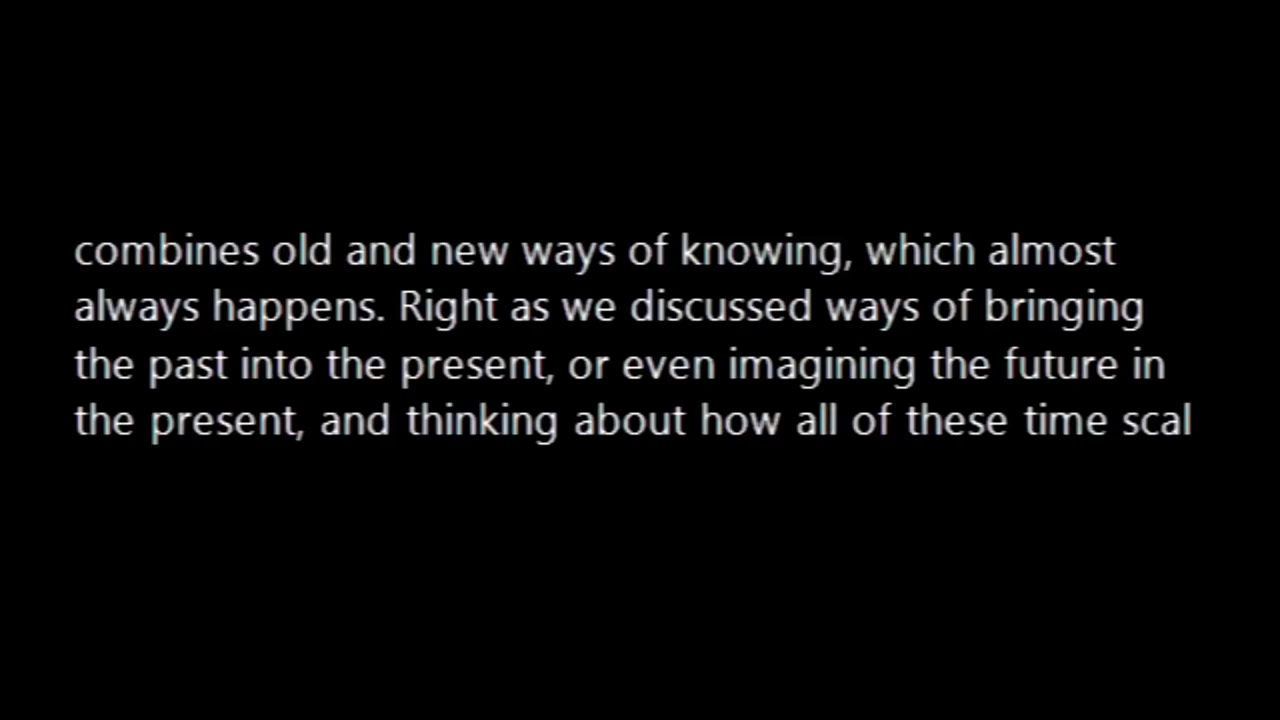 combines old and new ways of knowing, which almost
always happens. Right as we discussed ways of bringing
the past into the present, or even imagining the future in
the present, and thinking about how all of these time scal